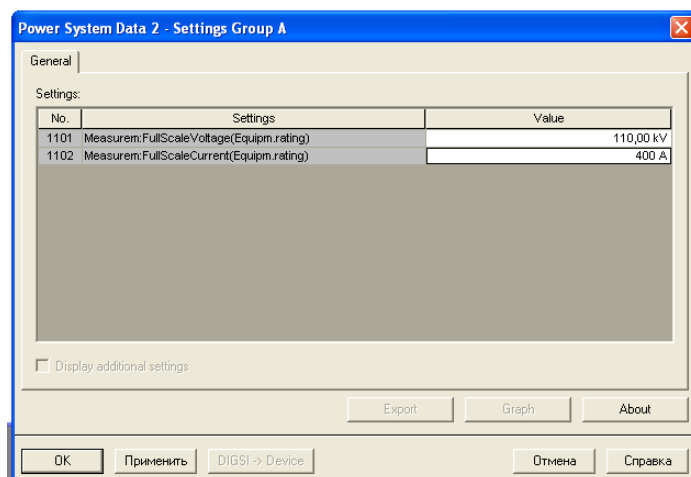 Power System Data 2 - Settings Group A
General
Settings:
No. Settings Value
1101 Measurem:FullScaleVoltage(Equipm.rating) 110,00 kV
1102 Measurem:FullScaleCurrent(Equipm.rating) 400 A
Display additional settings
Export Graph About
OK Применить DIGSI -> Device Отмена Справка